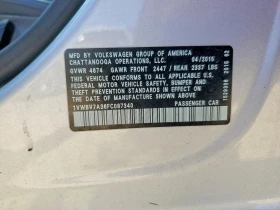 MFD BY VOLKSWAGEN GROUP OF AMERICA
CHATTANOOGA OPERATIONS, LLC. 04/2015
GVWR 4674 GAWR FRONT 2447 / REAR 2337 LBS
THIS VEHICLE CONFORMS TO ALL APPLICABLE U.S.
FEDERAL MOTOR VEHICLE SAFETY, BUMPER, AND
THEFT PREVENTION STANDARDS IN EFFECT ON THE
DATE OF MANUFACTURE SHOWN ABOVE.
PASSENGER CAR
2015 02